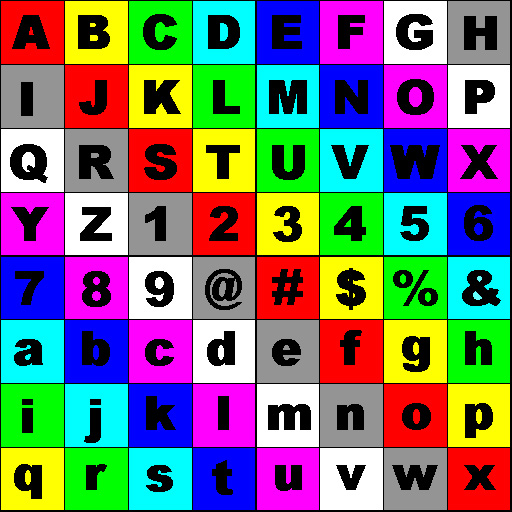 A B C D E F G H
I J K L M N O P
Q R S T U V W X
Y Z 1 2 3 4 5 6
7 8 9 @ # $ % &
a b c d e f g h
i j k l m n o p
q r s t u v w x